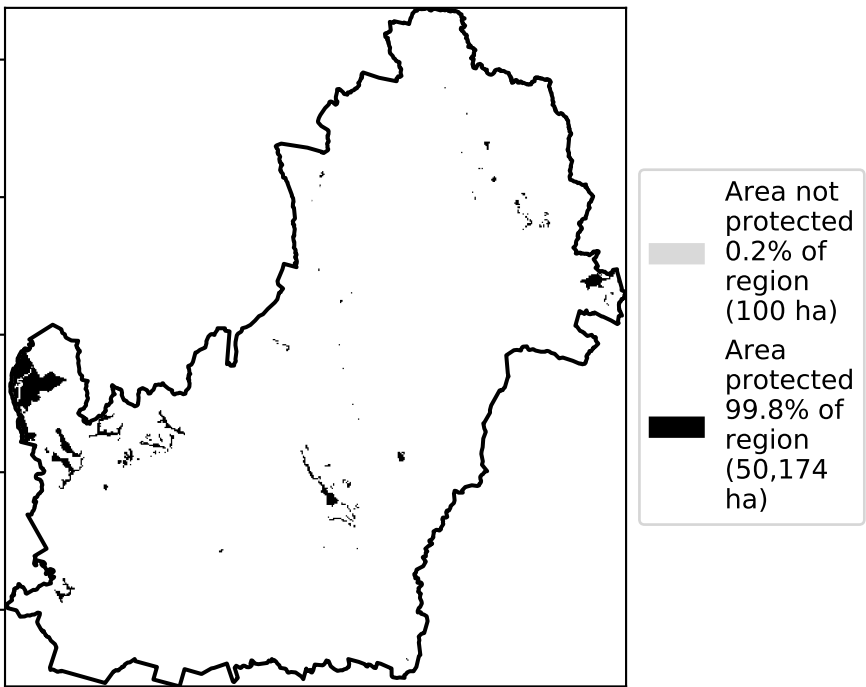 Area not
protected
0.2% of
region
(100 ha)
Area
protected
99.8% of
region
(50,174
ha)